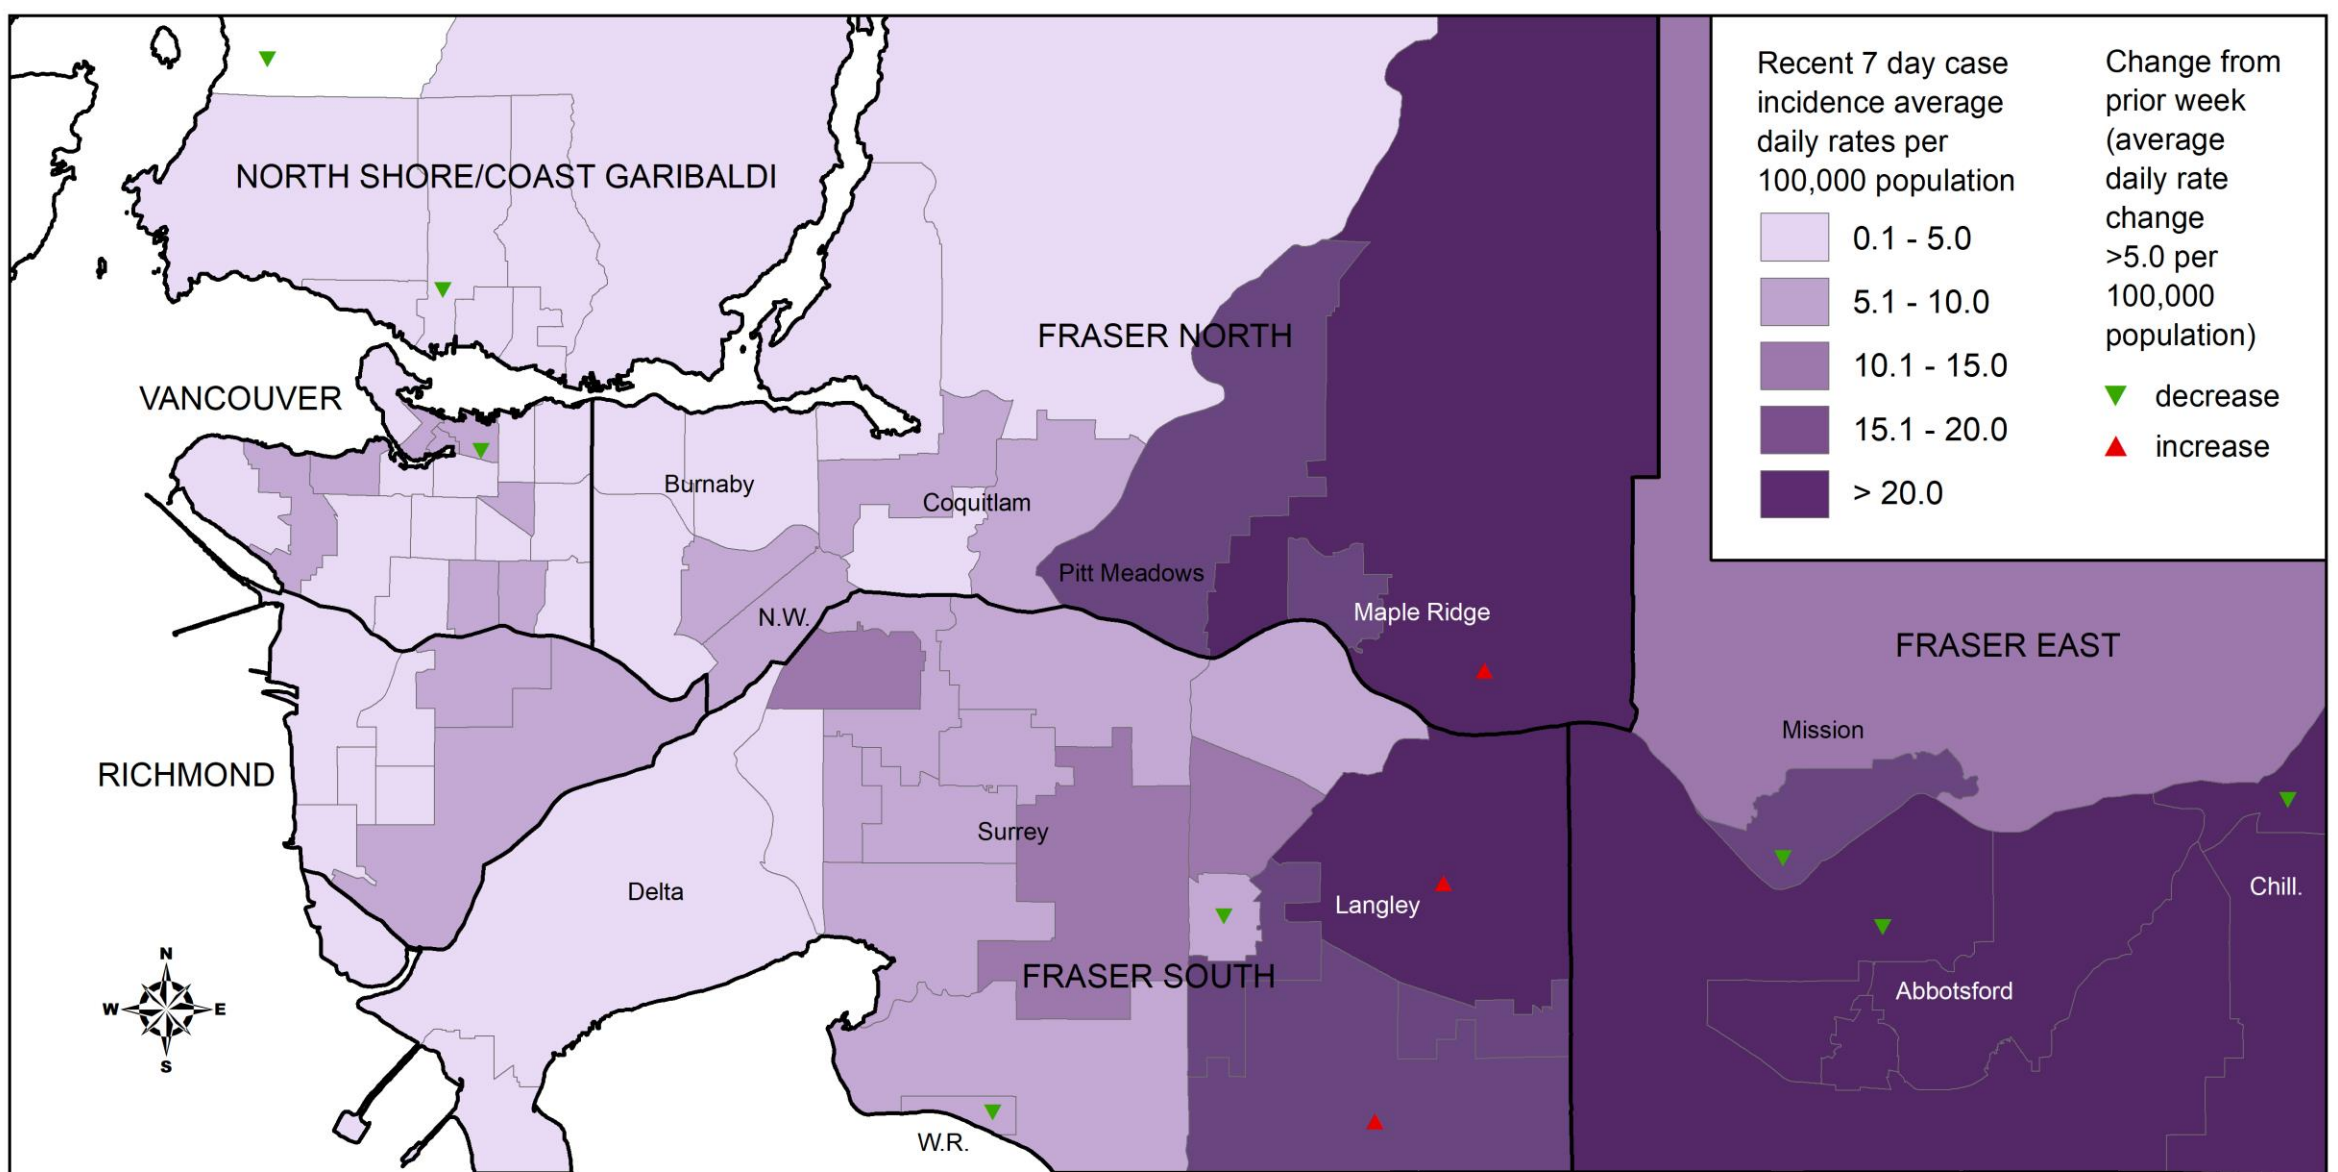 Recent 7 day case
incidence average
daily rates per
100,000 population
0.1 - 5.0
5.1 - 10.0
10.1 - 15.0
15.1 - 20.0
> 20.0
Change from
prior week
(average
daily rate
change
>5.0 per
100,000
population)
decrease
increase
NORTH SHORE/COAST GARIBALDI
FRASER NORTH
VANCOUVER
Burnaby
Coquitlam
Pitt Meadows
Maple Ridge
N.W.
FRASER EAST
Mission
RICHMOND
Surrey
Delta
Langley
Chill.
FRASER SOUTH
Abbotsford
W.R.
N
W
E
S